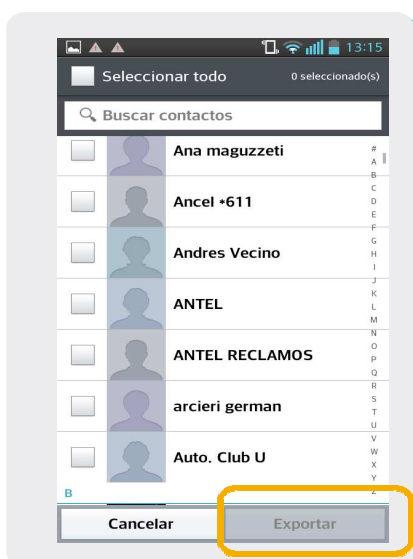 13:15
Seleccionar todo 0 seleccionado(s)
Buscar contactos
Ana maguzzeti
Ancel *611
Andres Vecino
ANTEL
ANTEL RECLAMOS
arcieri german
Auto. Club U
B
#
A
B
C
D
E
F
G
H
I
J
K
L
M
N
O
P
Q
R
S
T
U
V
W
X
Y
Z
Cancelar Exportar